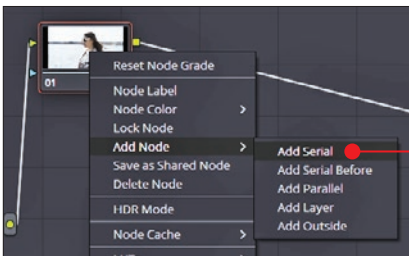 01
Reset Node Grade
Node Label
Node Color
Lock Node
Add Node
Save as Shared Node
Delete Node
HDR Mode
Node Cache
Add Serial
Add Serial Before
Add Parallel
Add Layer
Add Outside